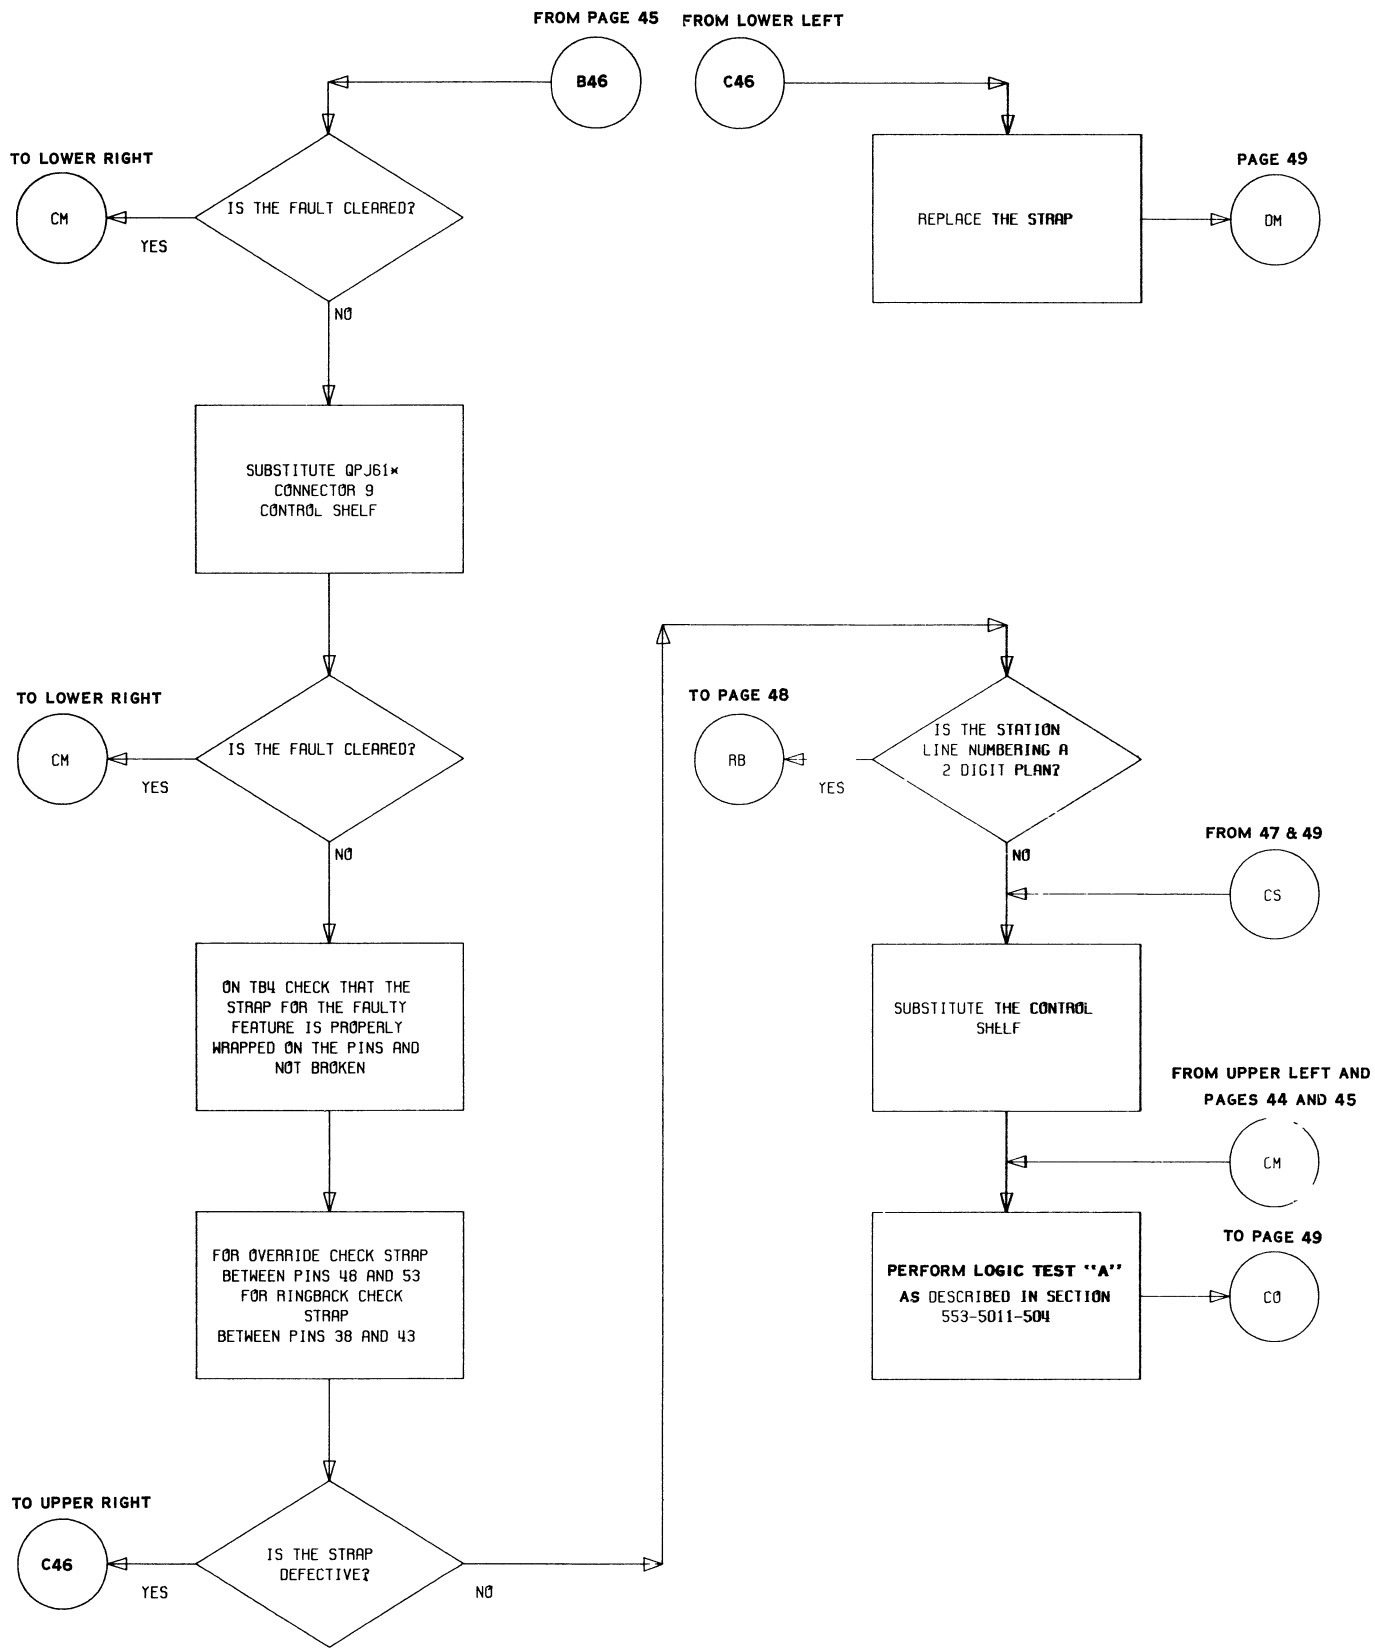 FROM PAGE 45
FROM LOWER LEFT
B46
C46
TO LOWER RIGHT
CM
IS THE FAULT CLEARED?
YES
NO
REPLACE THE STRAP
PAGE 49
DM
SUBSTITUTE QPJ61*
CONNECTOR 9
CONTROL SHELF
TO LOWER RIGHT
CM
IS THE FAULT CLEARED?
YES
NO
ON TB4 CHECK THAT THE
STRAP FOR THE FAULTY
FEATURE IS PROPERLY
WRAPPED ON THE PINS AND
NOT BROKEN
FOR OVERRIDE CHECK STRAP
BETWEEN PINS 48 AND 53
FOR RINGBACK CHECK
STRAP
BETWEEN PINS 38 AND 43
TO UPPER RIGHT
C46
IS THE STRAP
DEFECTIVE?
YES
NO
TO PAGE 48
RB
IS THE STATION
LINE NUMBERING A
2 DIGIT PLAN?
YES
NO
FROM 47 & 49
CS
SUBSTITUTE THE CONTROL
SHELF
FROM UPPER LEFT AND
PAGES 44 AND 45
CM
PERFORM LOGIC TEST "A"
AS DESCRIBED IN SECTION
553-5011-504
TO PAGE 49
CO